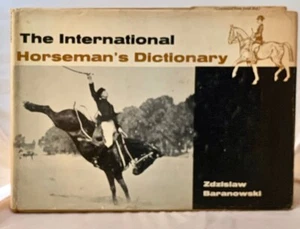 The International
Horseman's Dictionary
Zdzislaw
Baranowski